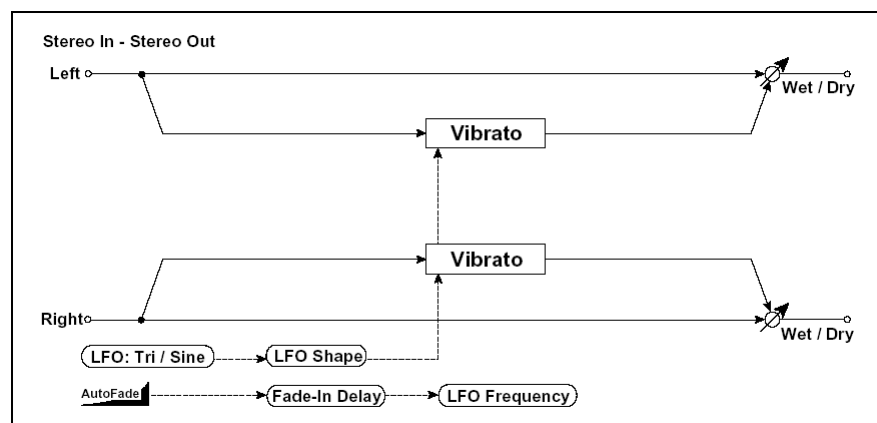 Stereo In - Stereo Out
Left
Wet / Dry
Vibrato
Vibrato
Right
Wet / Dry
LFO: Tri / Sine
LFO Shape
AutoFade
Fade-In Delay
LFO Frequency